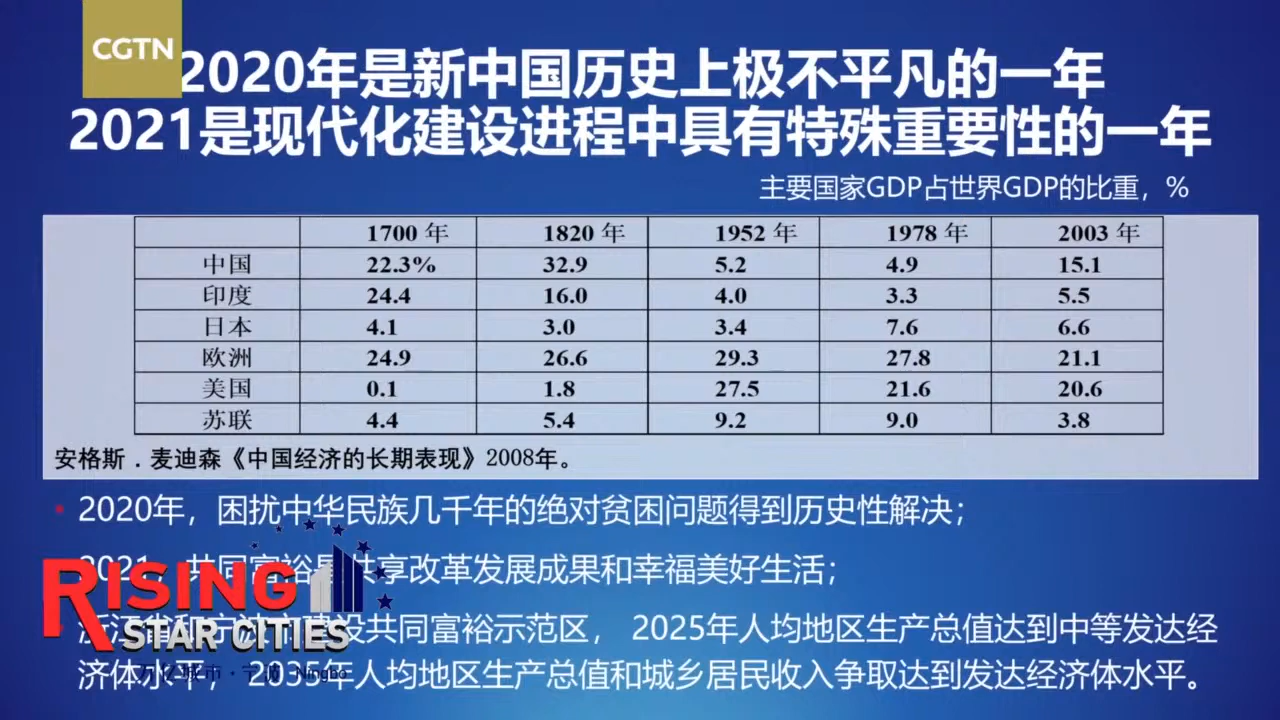 CGTN
2020年是新中国历史上极不平凡的一年
2021是现代化建设进程中具有特殊重要性的一年
主要国家GDP占世界GDP的比重，%
1700 年 1820 年 1952 年 1978 年 2003 年
中国 22.3% 32.9 5.2 4.9 15.1
印度 24.4 16.0 4.0 3.3 5.5
日本 4.1 3.0 3.4 7.6 6.6
欧洲 24.9 26.6 29.3 27.8 21.1
美国 0.1 1.8 27.5 21.6 20.6
苏联 4.4 5.4 9.2 9.0 3.8
安格斯．麦迪森《中国经济的长期表现》2008年。
• 2020年，困扰中华民族几千年的绝对贫困问题得到历史性解决；
2021，共同富裕是共享改革发展成果和幸福美好生活；
设共同富裕示范区， 2025年人均地区生产总值达到中等发达经
济体水平， 2035年人均地区生产总值和城乡居民收入争取达到发达经济体水平。
RISING
STAR CITIES
万亿城市·宁波 Ningbo